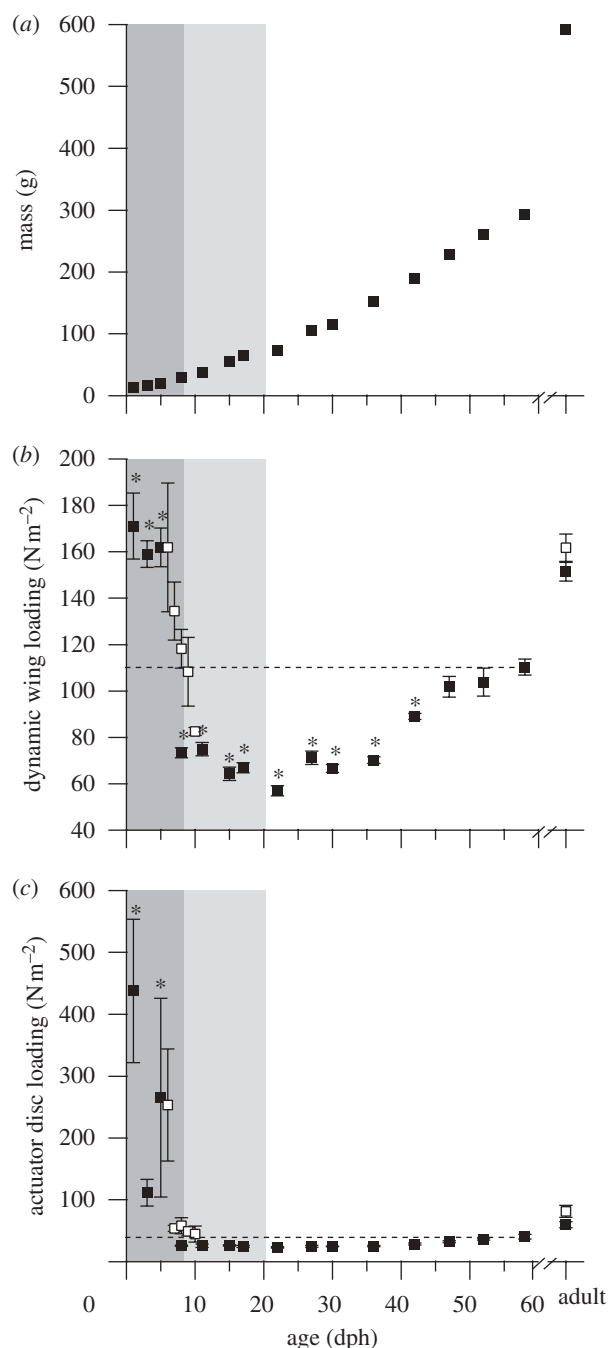 (a)
600
500
400
300
200
100
0
mass (g)
(b)
200
180
160
140
120
100
80
60
40
dynamic wing loading (N m−2)
* * *
* * * * * * * * *
(c)
600
500
400
300
200
100
actuator disc loading (N m−2)
* *
0 10 20 30 40 50 60 adult
age (dph)